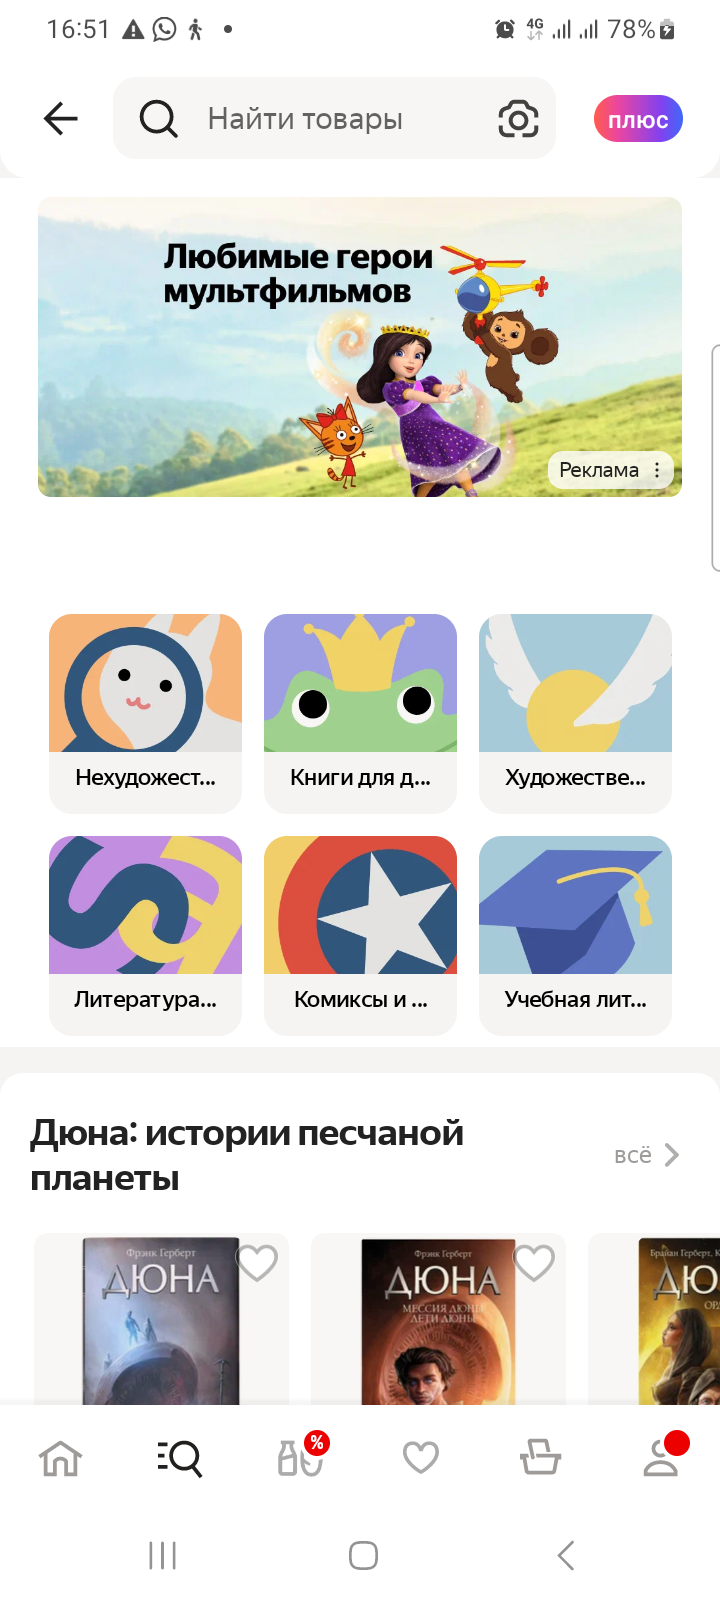 16:51
4G
78%
Найти товары
плюс
Любимые герои
мультфильмов
Реклама
Нехудожест...
Книги для д...
Художестве...
Литература...
Комиксы и ...
Учебная лит...
Дюна: истории песчаной
планеты
всё
Фрэнк Герберт
ДЮНА
Фрэнк Герберт
ДЮНА
МЕССИЯ ДЮНЫ
ДЕТИ ДЮНЫ
Брайан Герберт, К
ДЮ
ОРД
%